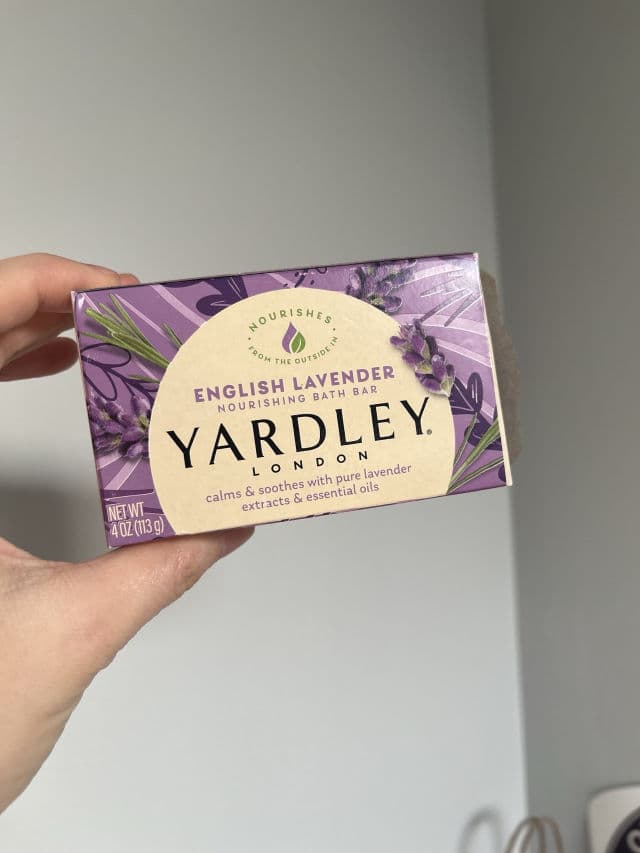 NOURISHES
FROM THE OUTSIDE IN
ENGLISH LAVENDER
NOURISHING BATH BAR
YARDLEY®
LONDON
calms & soothes with pure lavender
extracts & essential oils
NET WT
4 OZ (113 g)